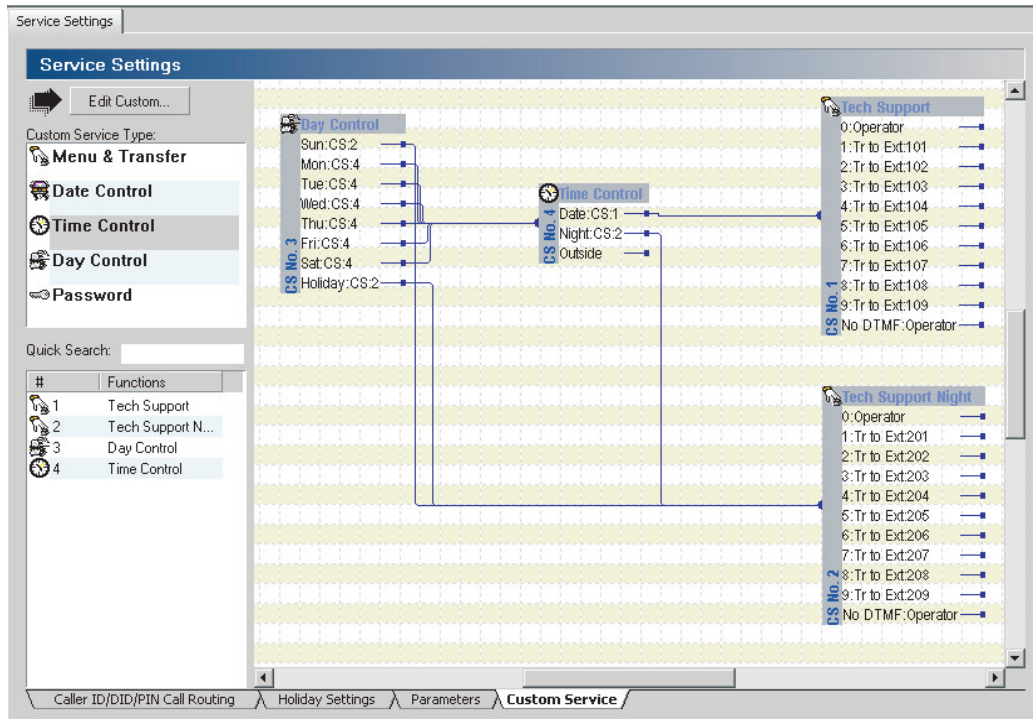 Service Settings
Service Settings
Edit Custom...
Custom Service Type:
Menu & Transfer
Date Control
Time Control
Day Control
Password
Quick Search:
# Functions
1 Tech Support
2 Tech Support N...
3 Day Control
4 Time Control
Day Control
Sun:CS:2
Mon:CS:4
Tue:CS:4
Wed:CS:4
Thu:CS:4
Fri:CS:4
Sat:CS:4
Holiday:CS:2
CS No. 3
Time Control
Date:CS:1
Night:CS:2
Outside
CS No. 4
Tech Support
0:Operator
1:Tr to Ext:101
2:Tr to Ext:102
3:Tr to Ext:103
4:Tr to Ext:104
5:Tr to Ext:105
6:Tr to Ext:106
7:Tr to Ext:107
8:Tr to Ext:108
9:Tr to Ext:109
No DTMF:Operator
CS No. 1
Tech Support Night
0:Operator
1:Tr to Ext:201
2:Tr to Ext:202
3:Tr to Ext:203
4:Tr to Ext:204
5:Tr to Ext:205
6:Tr to Ext:206
7:Tr to Ext:207
8:Tr to Ext:208
9:Tr to Ext:209
No DTMF:Operator
CS No. 2
Caller ID/DID/PIN Call Routing
Holiday Settings
Parameters
Custom Service